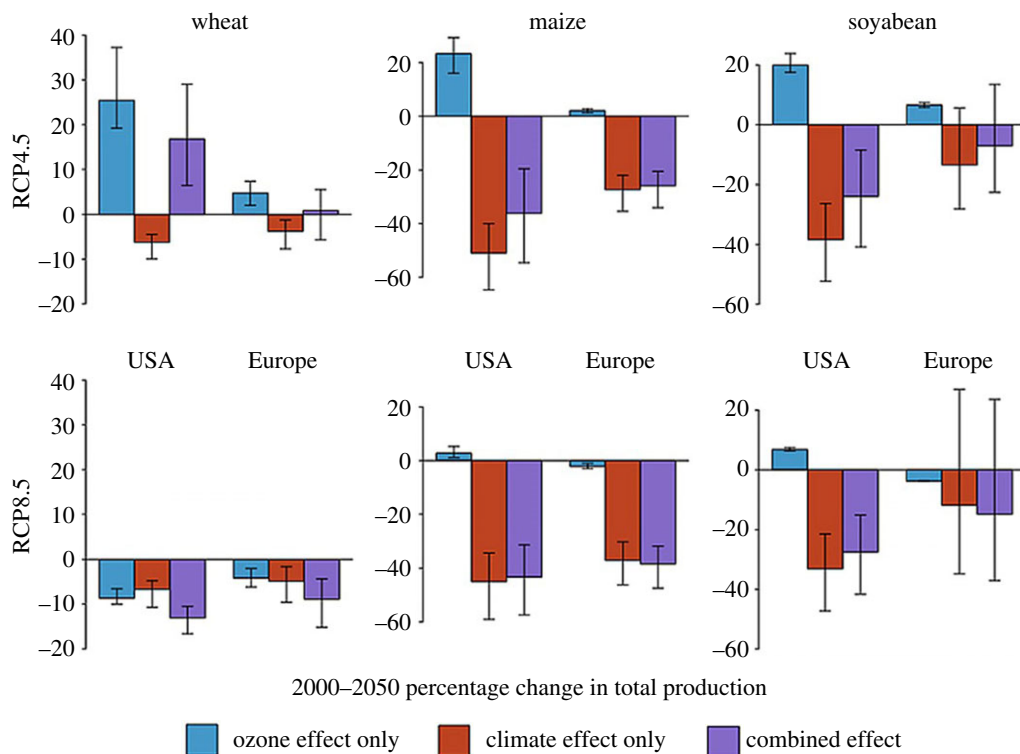 wheat
maize
soyabean
RCP4.5
40
30
20
10
0
–10
–20
20
0
–20
–40
–60
20
0
–20
–40
–60
USA
Europe
USA
Europe
USA
Europe
RCP8.5
40
30
20
10
0
–10
–20
20
0
–20
–40
–60
20
0
–20
–40
–60
2000–2050 percentage change in total production
ozone effect only
climate effect only
combined effect